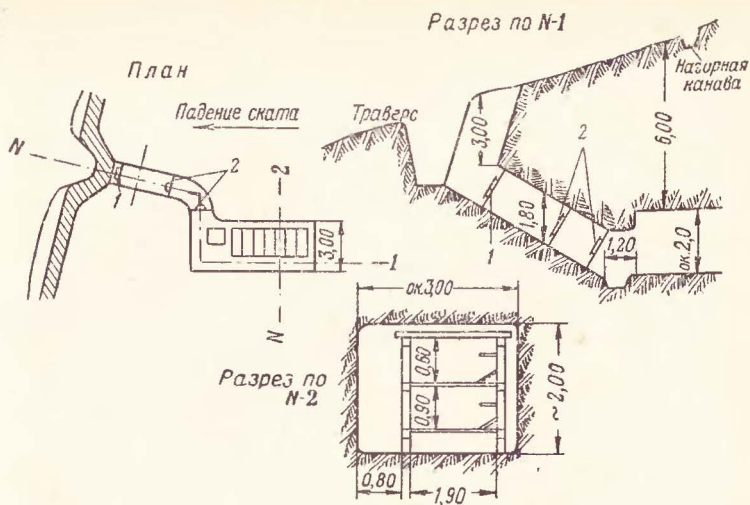 План
Падение ската
N
2
2
3,00
1
1
N
Разрез по N-1
Нагорная
канава
Траверс
3,00
2
6,00
1,80
1
1,20
ок.2,0
Разрез по
N-2
ок.3,00
0,60
0,90
≈ 2,00
0,80
1,90